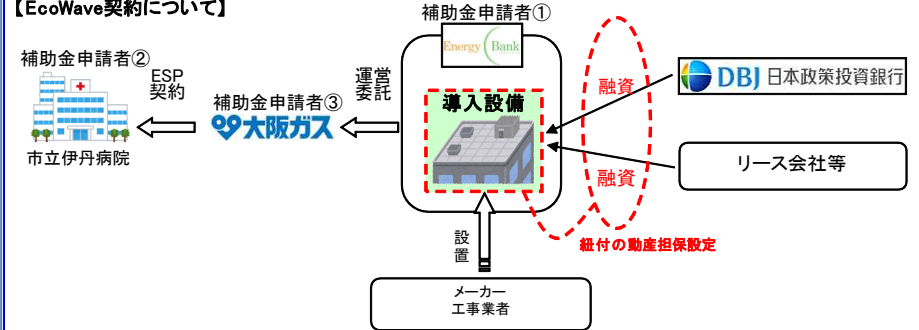 【EcoWave契約について】
補助金申請者①
Energy Bank
補助金申請者②
ESP
契約
運営
委託
補助金申請者③
大阪ガス
導入設備
融資
DBJ 日本政策投資銀行
市立伊丹病院
リース会社等
融資
設置
紐付の動産担保設定
メーカー
工事業者